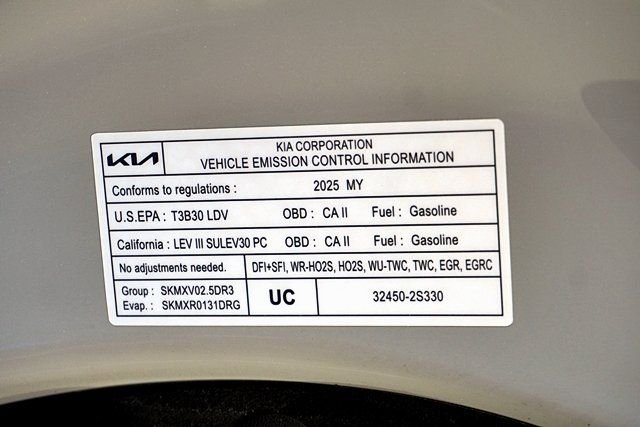 KIA
KIA CORPORATION
VEHICLE EMISSION CONTROL INFORMATION
Conforms to regulations : 2025 MY
U.S.EPA : T3B30 LDV OBD : CA II Fuel : Gasoline
California : LEV III SULEV30 PC OBD : CA II Fuel : Gasoline
No adjustments needed. DFI+SFI, WR-HO2S, HO2S, WU-TWC, TWC, EGR, EGRC
Group : SKMXV02.5DR3
Evap. : SKMXR0131DRG
UC
32450-2S330